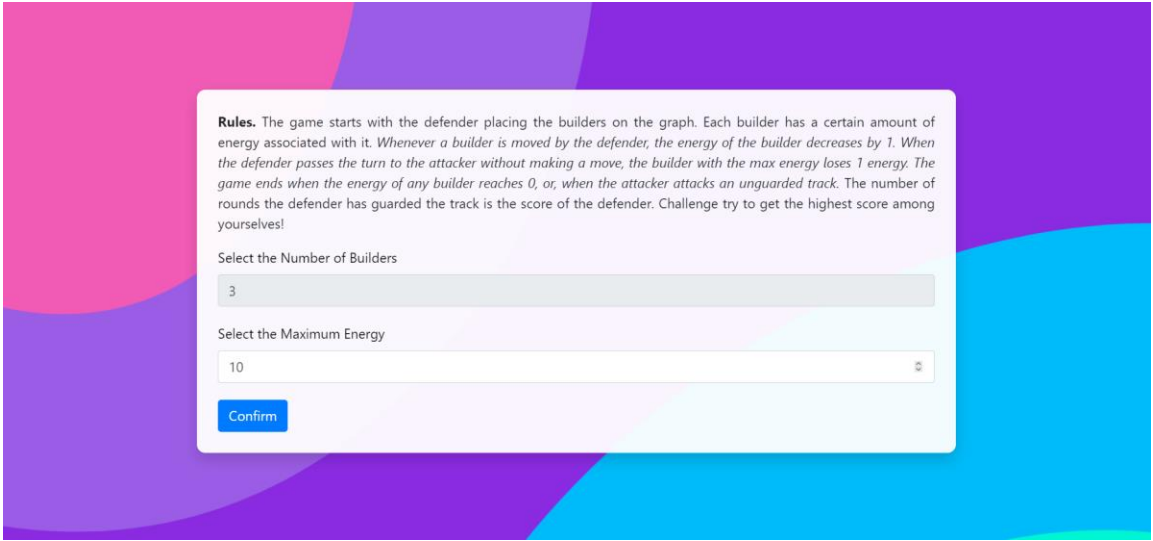 Rules. The game starts with the defender placing the builders on the graph. Each builder has a certain amount of
energy associated with it. Whenever a builder is moved by the defender, the energy of the builder decreases by 1. When
the defender passes the turn to the attacker without making a move, the builder with the max energy loses 1 energy. The
game ends when the energy of any builder reaches 0, or, when the attacker attacks an unguarded track. The number of
rounds the defender has guarded the track is the score of the defender. Challenge try to get the highest score among
yourselves!
Select the Number of Builders
3
Select the Maximum Energy
10
Confirm